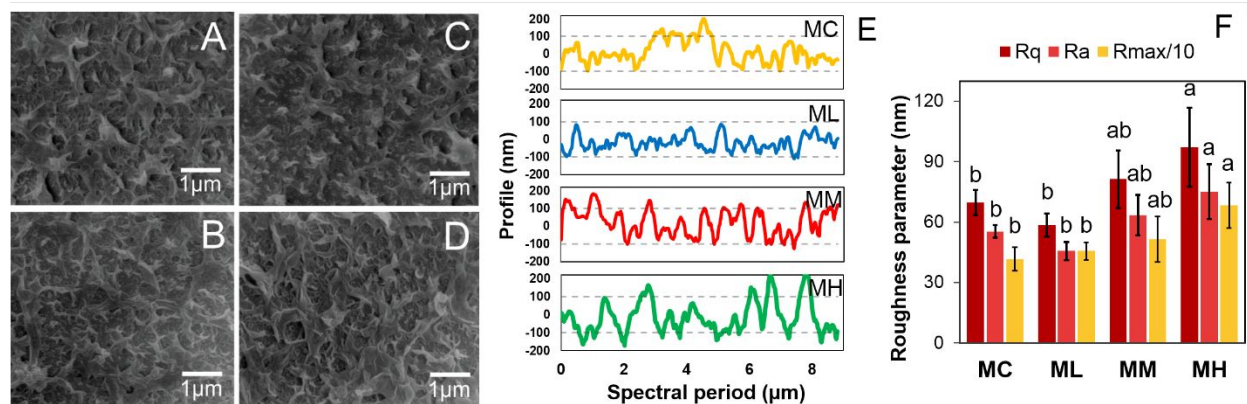 A
1μm
C
1μm
B
1μm
D
1μm
E
Profile (nm)
200
100
0
-100
MC
200
100
0
-100
-200
ML
200
100
0
-100
-200
MM
200
100
0
-100
-200
MH
0 2 4 6 8
Spectral period (μm)
F
Rq Ra Rmax/10
Roughness parameter (nm)
120
90
60
30
0
b b b
b b b
ab ab ab
a a a
MC ML MM MH